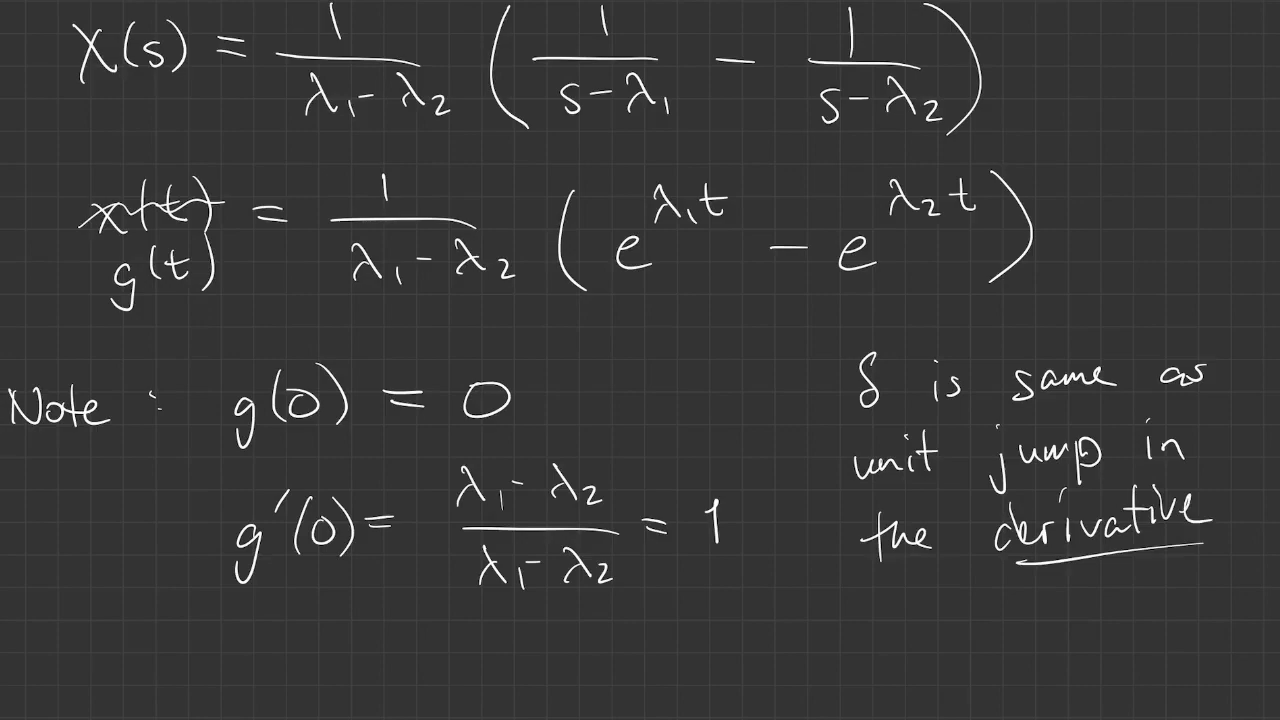 X(s) = 1/(λ₁-λ₂) ( 1/(s-λ₁) - 1/(s-λ₂) )
~~x(t)~~ = 1/(λ₁-λ₂) ( e^{λ₁t} - e^{λ₂t} )
g(t)
Note : g(0) = 0
g'(0) = (λ₁-λ₂)/(λ₁-λ₂) = 1
δ is same as
unit jump in
the derivative